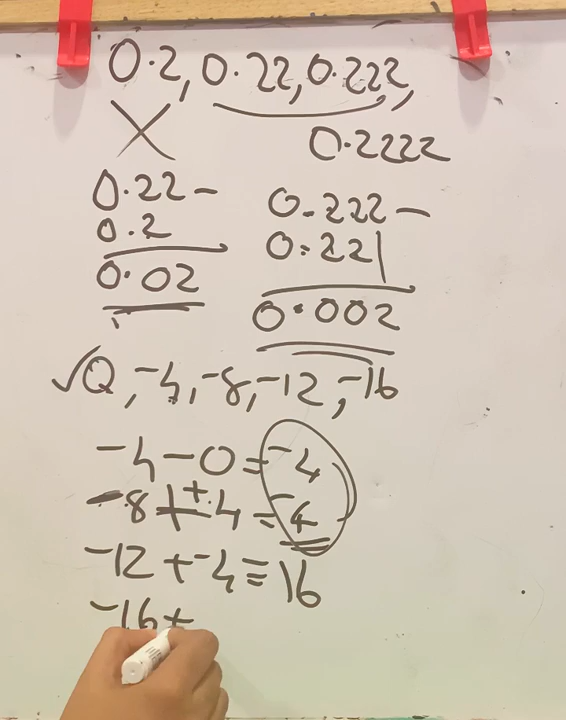 0.2, 0.22, 0.222,
0.2222
0.22 -
0.2
0.02
0.222 -
0.22
0.002
0, -4, -8, -12, -16
-4 - 0 = -4
-8 + 4 = -4
-12 + -4 = 16
-16 +